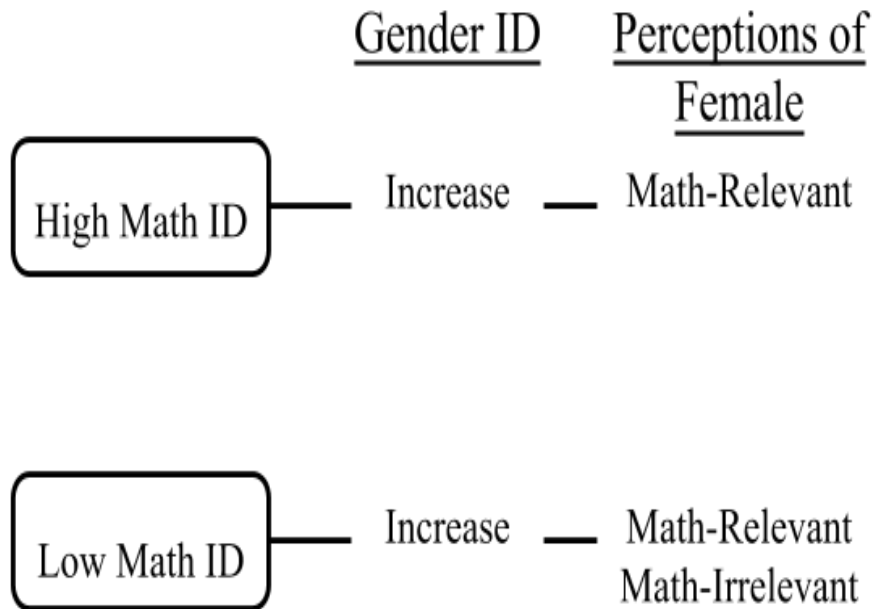 Gender ID Perceptions of
Female
High Math ID Increase Math-Relevant
Low Math ID Increase Math-Relevant
Math-Irrelevant